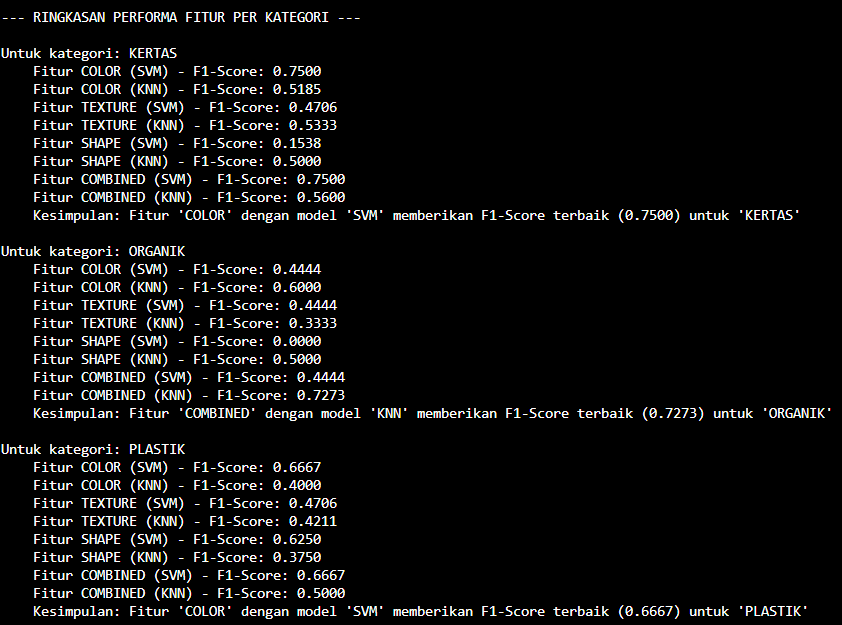 --- RINGKASAN PERFORMA FITUR PER KATEGORI ---
Untuk kategori: KERTAS
Fitur COLOR (SVM) - F1-Score: 0.7500
Fitur COLOR (KNN) - F1-Score: 0.5185
Fitur TEXTURE (SVM) - F1-Score: 0.4706
Fitur TEXTURE (KNN) - F1-Score: 0.5333
Fitur SHAPE (SVM) - F1-Score: 0.1538
Fitur SHAPE (KNN) - F1-Score: 0.5000
Fitur COMBINED (SVM) - F1-Score: 0.7500
Fitur COMBINED (KNN) - F1-Score: 0.5600
Kesimpulan: Fitur 'COLOR' dengan model 'SVM' memberikan F1-Score terbaik (0.7500) untuk 'KERTAS'
Untuk kategori: ORGANIK
Fitur COLOR (SVM) - F1-Score: 0.4444
Fitur COLOR (KNN) - F1-Score: 0.6000
Fitur TEXTURE (SVM) - F1-Score: 0.4444
Fitur TEXTURE (KNN) - F1-Score: 0.3333
Fitur SHAPE (SVM) - F1-Score: 0.0000
Fitur SHAPE (KNN) - F1-Score: 0.5000
Fitur COMBINED (SVM) - F1-Score: 0.4444
Fitur COMBINED (KNN) - F1-Score: 0.7273
Kesimpulan: Fitur 'COMBINED' dengan model 'KNN' memberikan F1-Score terbaik (0.7273) untuk 'ORGANIK'
Untuk kategori: PLASTIK
Fitur COLOR (SVM) - F1-Score: 0.6667
Fitur COLOR (KNN) - F1-Score: 0.4000
Fitur TEXTURE (SVM) - F1-Score: 0.4706
Fitur TEXTURE (KNN) - F1-Score: 0.4211
Fitur SHAPE (SVM) - F1-Score: 0.6250
Fitur SHAPE (KNN) - F1-Score: 0.3750
Fitur COMBINED (SVM) - F1-Score: 0.6667
Fitur COMBINED (KNN) - F1-Score: 0.5000
Kesimpulan: Fitur 'COLOR' dengan model 'SVM' memberikan F1-Score terbaik (0.6667) untuk 'PLASTIK'